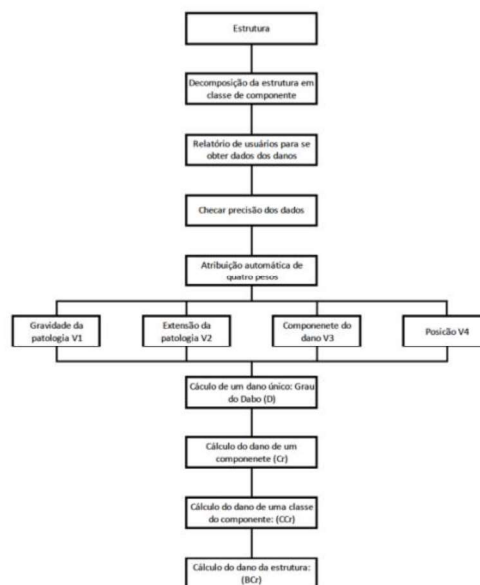 Estrutura
Decomposição da estrutura em
classe de componente
Relatório de usuários para se
obter dados dos danos
Checar precisão dos dados
Atribuição automática de
quatro pesos
Gravidade da
patologia V1
Extensão da
patologia V2
Componenete do
dano V3
Posicão V4
Cáculo de um dano único: Grau
do Dabo (D)
Cálculo do dano de um
componenete (Cr)
Cálculo do dano de uma classe
do componente: (CCr)
Cálculo do dano da estrutura:
(BCr)